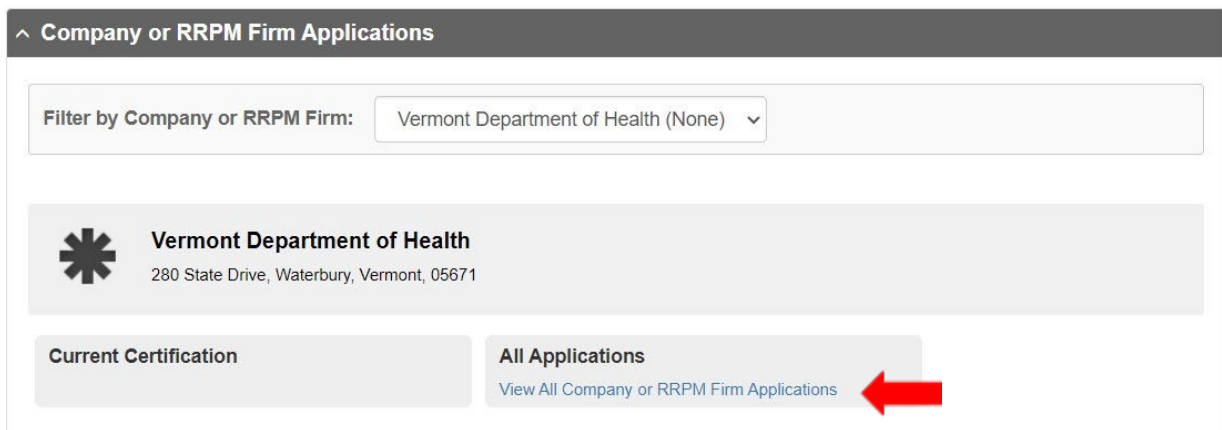 Company or RRPM Firm Applications
Filter by Company or RRPM Firm: Vermont Department of Health (None)
Vermont Department of Health
280 State Drive, Waterbury, Vermont, 05671
Current Certification
All Applications
View All Company or RRPM Firm Applications